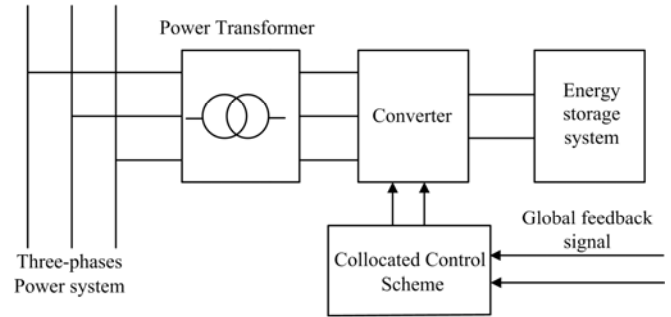 Power Transformer
Converter
Energy
storage
system
Three-phases
Power system
Collocated Control
Scheme
Global feedback
signal